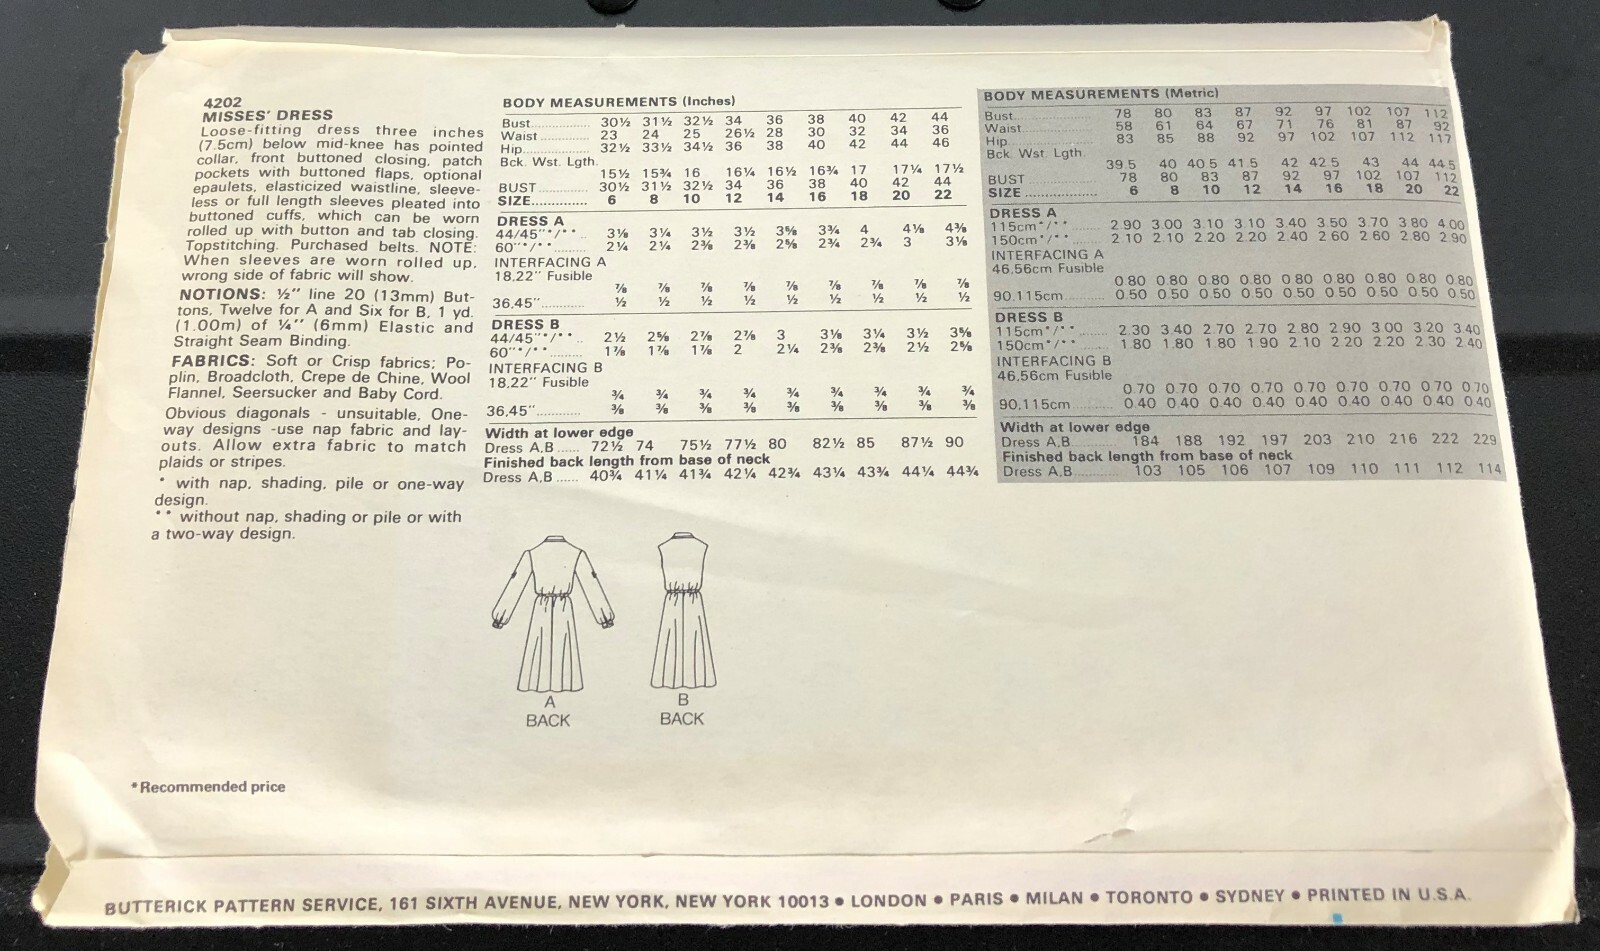 4202
MISSES' DRESS
Loose-fitting dress three inches
(7.5cm) below mid-knee has pointed
collar, front buttoned closing, patch
pockets with buttoned flaps, optional
epaulets, elasticized waistline, sleeve-
less or full length sleeves pleated into
buttoned cuffs, which can be worn
rolled up with button and tab closing.
Topstitching. Purchased belts. NOTE:
When sleeves are worn rolled up,
wrong side of fabric will show.
NOTIONS: ½" line 20 (13mm) But-
tons, Twelve for A and Six for B, 1 yd.
(1.00m) of ¼" (6mm) Elastic and
Straight Seam Binding.
FABRICS: Soft or Crisp fabrics; Po-
plin, Broadcloth, Crepe de Chine, Wool
Flannel, Seersucker and Baby Cord.
Obvious diagonals - unsuitable, One-
way designs -use nap fabric and lay-
outs. Allow extra fabric to match
plaids or stripes.
* with nap, shading, pile or one-way
design.
** without nap, shading or pile or with
a two-way design.
BODY MEASUREMENTS (Inches)
Bust 30½ 31½ 32½ 34 36 38 40 42 44
Waist 23 24 25 26½ 28 30 32 34 36
Hip 32½ 33½ 34½ 36 38 40 42 44 46
Bck. Wst. Lgth.
15½ 15¾ 16 16¼ 16½ 16¾ 17 17¼ 17½
BUST 30½ 31½ 32½ 34 36 38 40 42 44
SIZE 6 8 10 12 14 16 18 20 22
DRESS A
44/45"*/** 3⅛ 3¼ 3½ 3½ 3⅝ 3¾ 4 4⅛ 4⅜
60"*/** 2¼ 2¼ 2⅜ 2⅜ 2⅝ 2¾ 2¾ 3 3⅛
INTERFACING A
18,22" Fusible
⅞ ⅞ ⅞ ⅞ ⅞ ⅞ ⅞ ⅞ ⅞
36,45" ½ ½ ½ ½ ½ ½ ½ ½ ½
DRESS B
44/45"*/** 2½ 2⅝ 2⅞ 2⅞ 3 3⅛ 3¼ 3½ 3⅝
60"*/** 1⅞ 1⅞ 1⅞ 2 2¼ 2⅜ 2⅜ 2½ 2⅝
INTERFACING B
18,22" Fusible
¾ ¾ ¾ ¾ ¾ ¾ ¾ ¾ ¾
36,45" ⅜ ⅜ ⅜ ⅜ ⅜ ⅜ ⅜ ⅜ ⅜
Width at lower edge
Dress A,B 72½ 74 75½ 77½ 80 82½ 85 87½ 90
Finished back length from base of neck
Dress A,B 40¾ 41¼ 41¾ 42¼ 42¾ 43¼ 43¾ 44¼ 44¾
BODY MEASUREMENTS (Metric)
Bust 78 80 83 87 92 97 102 107 112
Waist 58 61 64 67 71 76 81 87 92
Hip 83 85 88 92 97 102 107 112 117
Bck. Wst. Lgth.
39.5 40 40.5 41.5 42 42.5 43 44 44.5
BUST 78 80 83 87 92 97 102 107 112
SIZE 6 8 10 12 14 16 18 20 22
DRESS A
115cm*/** 2.90 3.00 3.10 3.10 3.40 3.50 3.70 3.80 4.00
150cm*/** 2.10 2.10 2.20 2.20 2.40 2.60 2.60 2.80 2.90
INTERFACING A
46,56cm Fusible
0.80 0.80 0.80 0.80 0.80 0.80 0.80 0.80 0.80
90,115cm 0.50 0.50 0.50 0.50 0.50 0.50 0.50 0.50 0.50
DRESS B
115cm*/** 2.30 3.40 2.70 2.70 2.80 2.90 3.00 3.20 3.40
150cm*/** 1.80 1.80 1.80 1.90 2.10 2.20 2.20 2.30 2.40
INTERFACING B
46,56cm Fusible
0.70 0.70 0.70 0.70 0.70 0.70 0.70 0.70 0.70
90,115cm 0.40 0.40 0.40 0.40 0.40 0.40 0.40 0.40 0.40
Width at lower edge
Dress A,B 184 188 192 197 203 210 216 222 229
Finished back length from base of neck
Dress A,B 103 105 106 107 109 110 111 112 114
A
BACK
B
BACK
*Recommended price
BUTTERICK PATTERN SERVICE, 161 SIXTH AVENUE, NEW YORK, NEW YORK 10013 • LONDON • PARIS • MILAN • TORONTO • SYDNEY • PRINTED IN U.S.A.